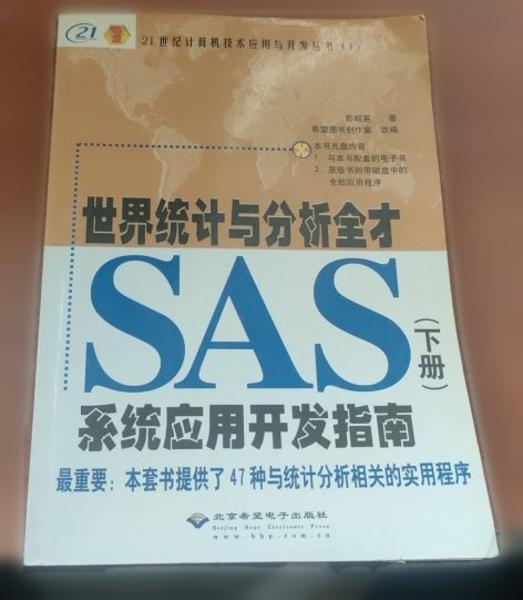 21
21世纪计算机技术应用与开发丛书(7)
彭昭英 著
希望图书创作室 改编
本书光盘内容
1．与本书配套的电子书
2．原版书附带磁盘中的
全部应用程序
世界统计与分析全才
SAS
(下册)
系统应用开发指南
最重要：本套书提供了47种与统计分析相关的实用程序
北京希望电子出版社
Beijing Hope Electronic Press
www.bhp.com.cn